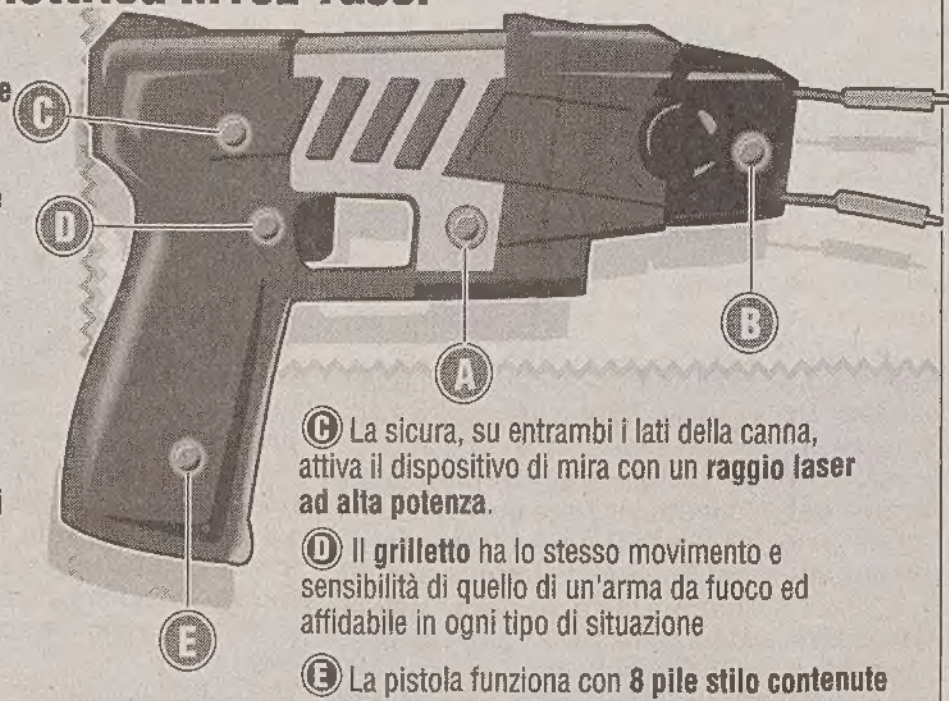 Taser
e
C
D
A
B
E
e
i
C La sicura, su entrambi i lati della canna,
attiva il dispositivo di mira con un raggio laser
ad alta potenza.
D Il grilletto ha lo stesso movimento e
sensibilità di quello di un'arma da fuoco ed
affidabile in ogni tipo di situazione
E La pistola funziona con 8 pile stilo contenute